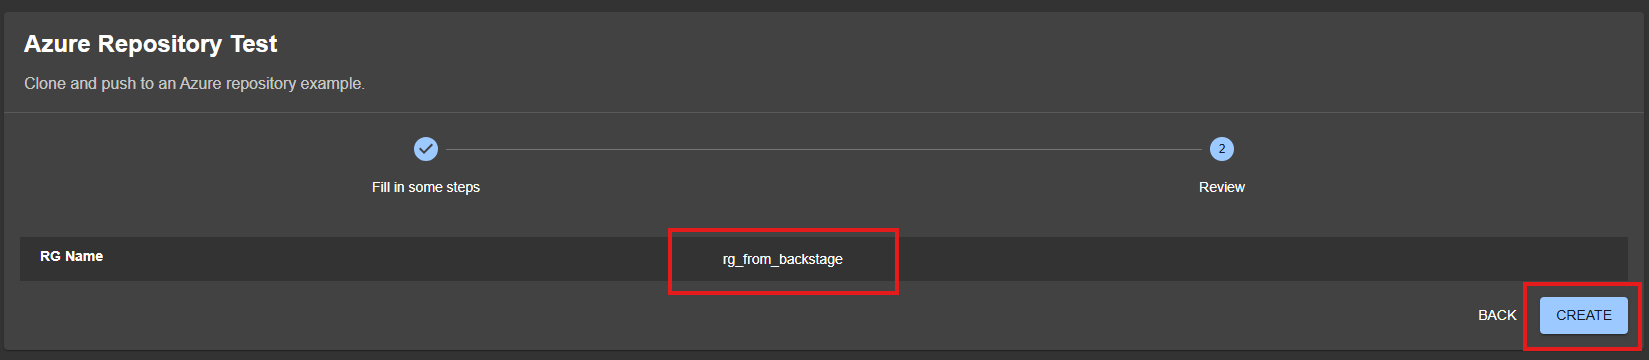 Azure Repository Test
Clone and push to an Azure repository example.
2
Fill in some steps
Review
RG Name
rg_from_backstage
BACK
CREATE